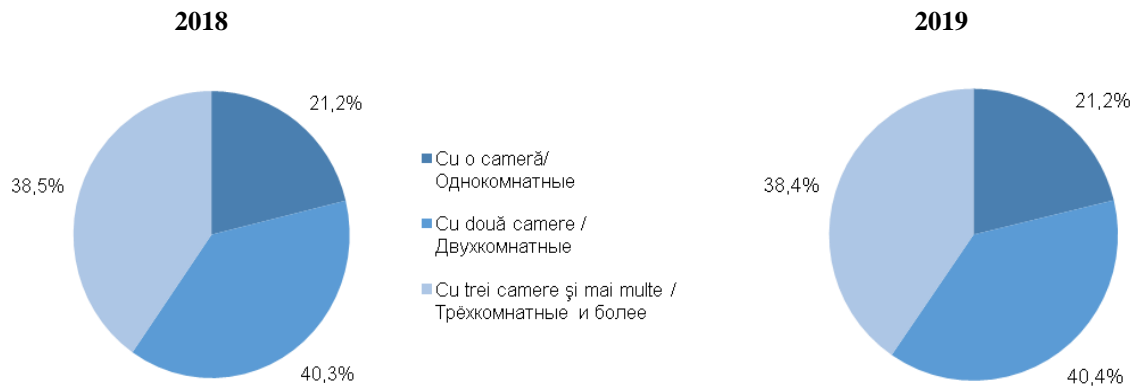 2018
2019
21,2%
38,5%
40,3%
Cu o cameră/
Однокомнатные
Cu două camere /
Двухкомнатные
Cu trei camere şi mai multe /
Трёхкомнатные и более
21,2%
38,4%
40,4%